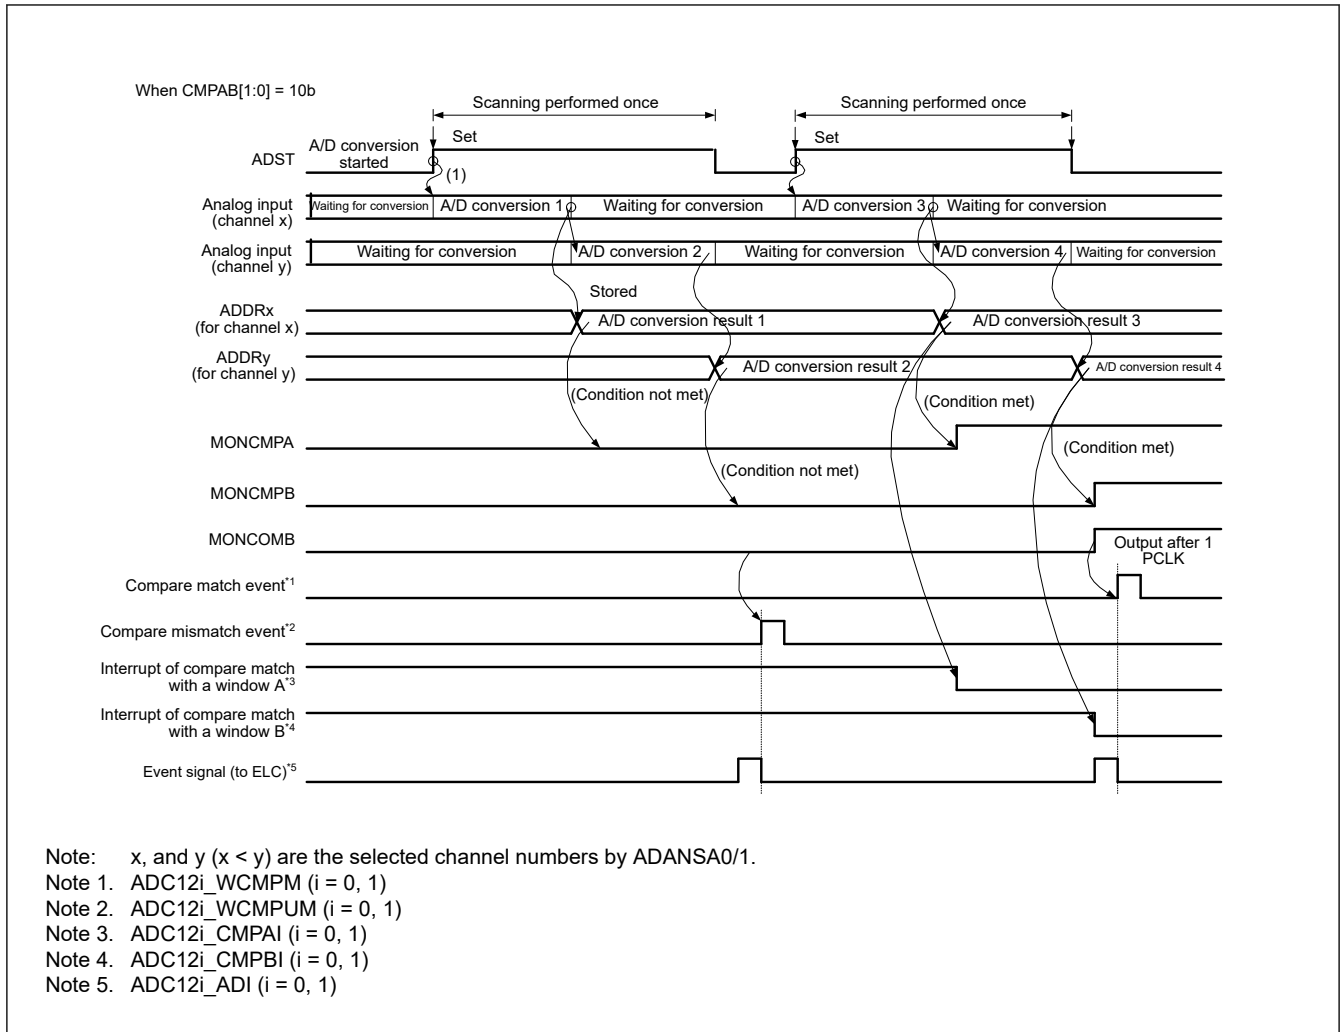 When CMPAB[1:0] = 10b
Scanning performed once
Scanning performed once
ADST
A/D conversion
started
Set
Set
(1)
Analog input
(channel x)
Waiting for conversion
A/D conversion 1
Waiting for conversion
A/D conversion 3
Waiting for conversion
Analog input
(channel y)
Waiting for conversion
A/D conversion 2
Waiting for conversion
A/D conversion 4
Waiting for conversion
Stored
ADDRx
(for channel x)
A/D conversion result 1
A/D conversion result 3
ADDRy
(for channel y)
A/D conversion result 2
A/D conversion result 4
(Condition not met)
(Condition met)
MONCMPA
(Condition met)
(Condition not met)
MONCMPB
MONCOMB
Output after 1
PCLK
Compare match event*1
Compare mismatch event*2
Interrupt of compare match
with a window A*3
Interrupt of compare match
with a window B*4
Event signal (to ELC)*5
Note: x, and y (x < y) are the selected channel numbers by ADANSA0/1.
Note 1. ADC12i_WCMPM (i = 0, 1)
Note 2. ADC12i_WCMPUM (i = 0, 1)
Note 3. ADC12i_CMPAI (i = 0, 1)
Note 4. ADC12i_CMPBI (i = 0, 1)
Note 5. ADC12i_ADI (i = 0, 1)